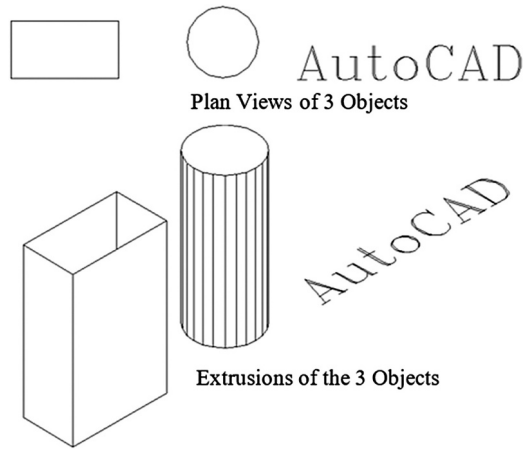 AutoCAD
Plan Views of 3 Objects
AutoCAD
Extrusions of the 3 Objects